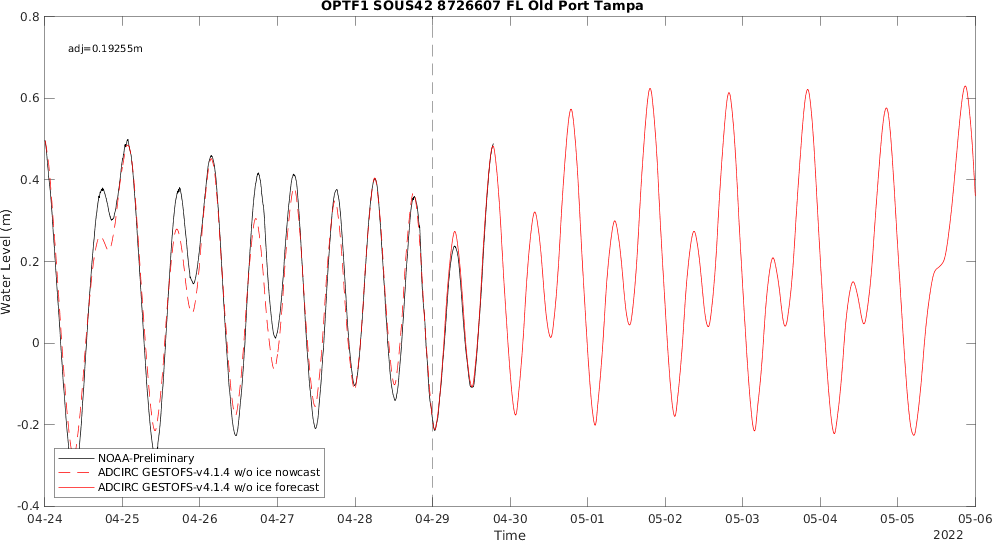 OPTF1 SOUS42 8726607 FL Old Port Tampa
adj=0.19255m
0.8
0.6
0.4
0.2
0
-0.2
-0.4
Water Level (m)
NOAA-Preliminary
ADCIRC GESTOFS-v4.1.4 w/o ice nowcast
ADCIRC GESTOFS-v4.1.4 w/o ice forecast
04-24 04-25 04-26 04-27 04-28 04-29 04-30 05-01 05-02 05-03 05-04 05-05 05-06
Time
2022